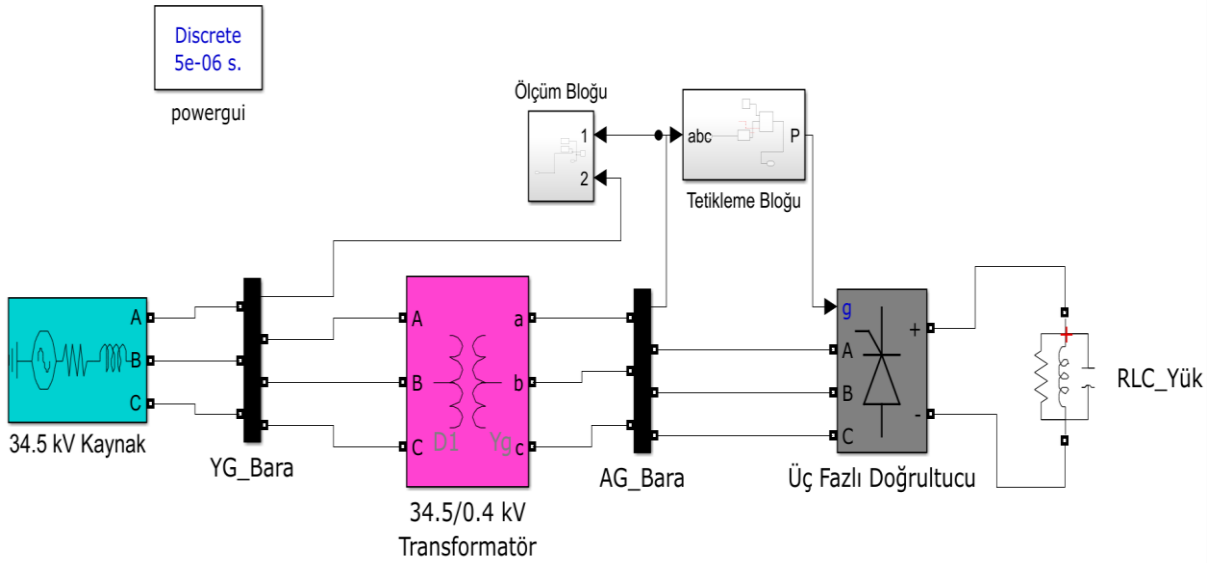 Discrete
5e-06 s.
powergui
Ölçüm Bloğu
1
2
abc
P
Tetikleme Bloğu
A
B
C
34.5 kV Kaynak
YG_Bara
A
B
C
D1
Yg
a
b
c
34.5/0.4 kV
Transformatör
AG_Bara
g
A
B
C
+
-
Üç Fazlı Doğrultucu
RLC_Yük